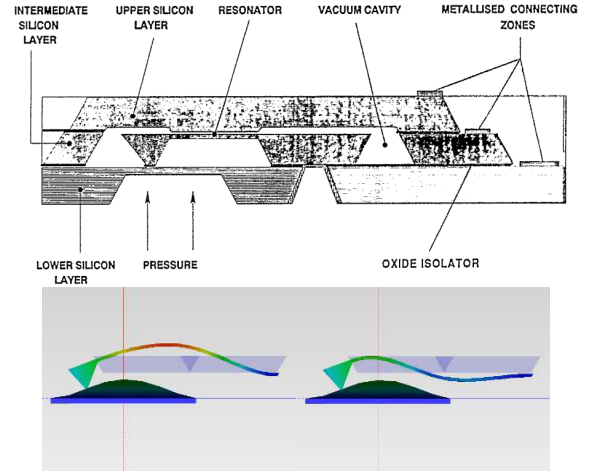 INTERMEDIATE
SILICON
LAYER
UPPER SILICON
LAYER
RESONATOR
VACUUM CAVITY
METALLISED CONNECTING
ZONES
LOWER SILICON
LAYER
PRESSURE
OXIDE ISOLATOR